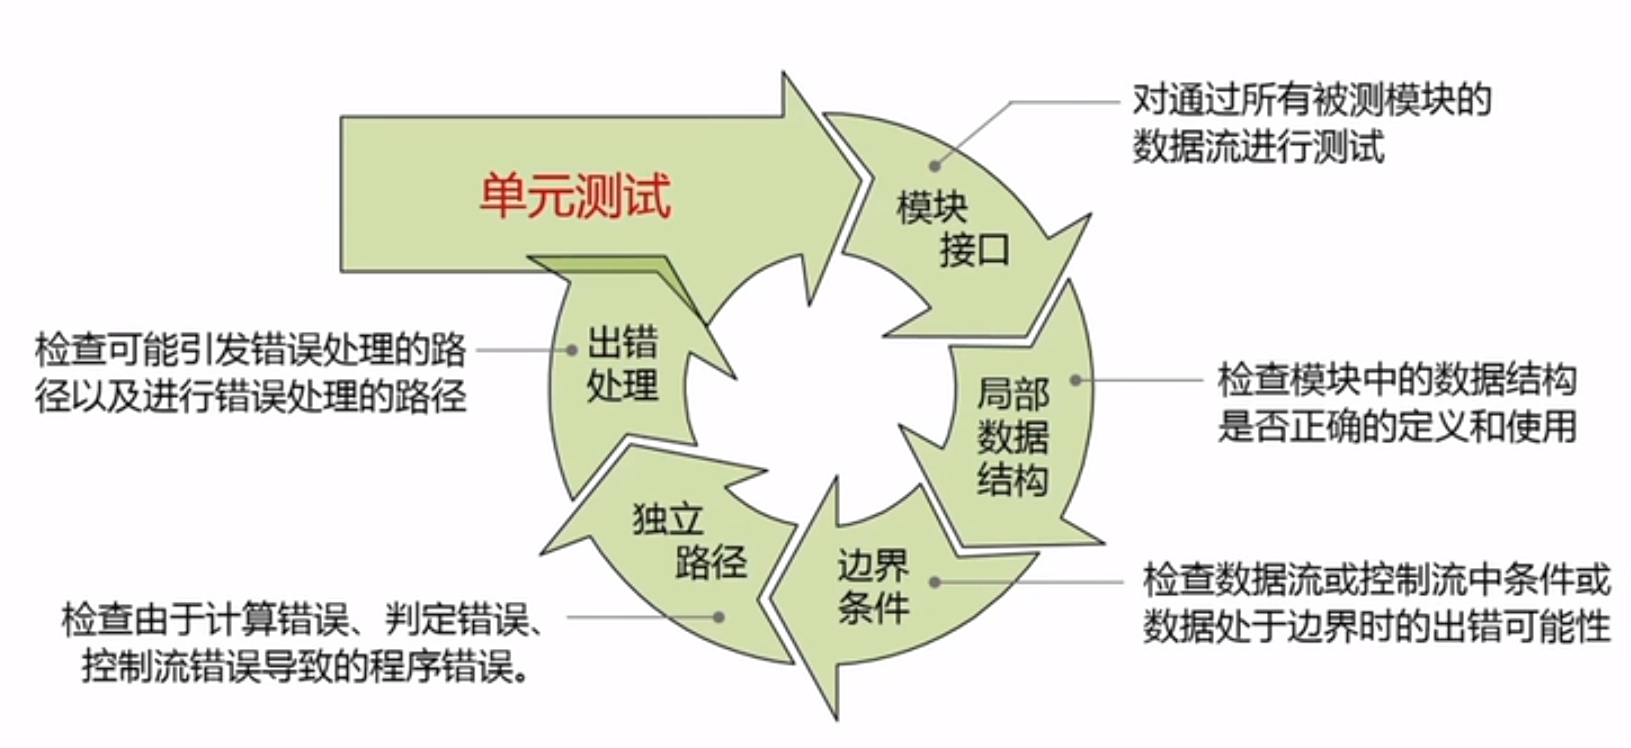 单元测试
模块
接口
对通过所有被测模块的
数据流进行测试
局部
数据
结构
检查模块中的数据结构
是否正确的定义和使用
边界
条件
检查数据流或控制流中条件或
数据处于边界时的出错可能性
独立
路径
检查由于计算错误、判定错误、
控制流错误导致的程序错误。
出错
处理
检查可能引发错误处理的路
径以及进行错误处理的路径